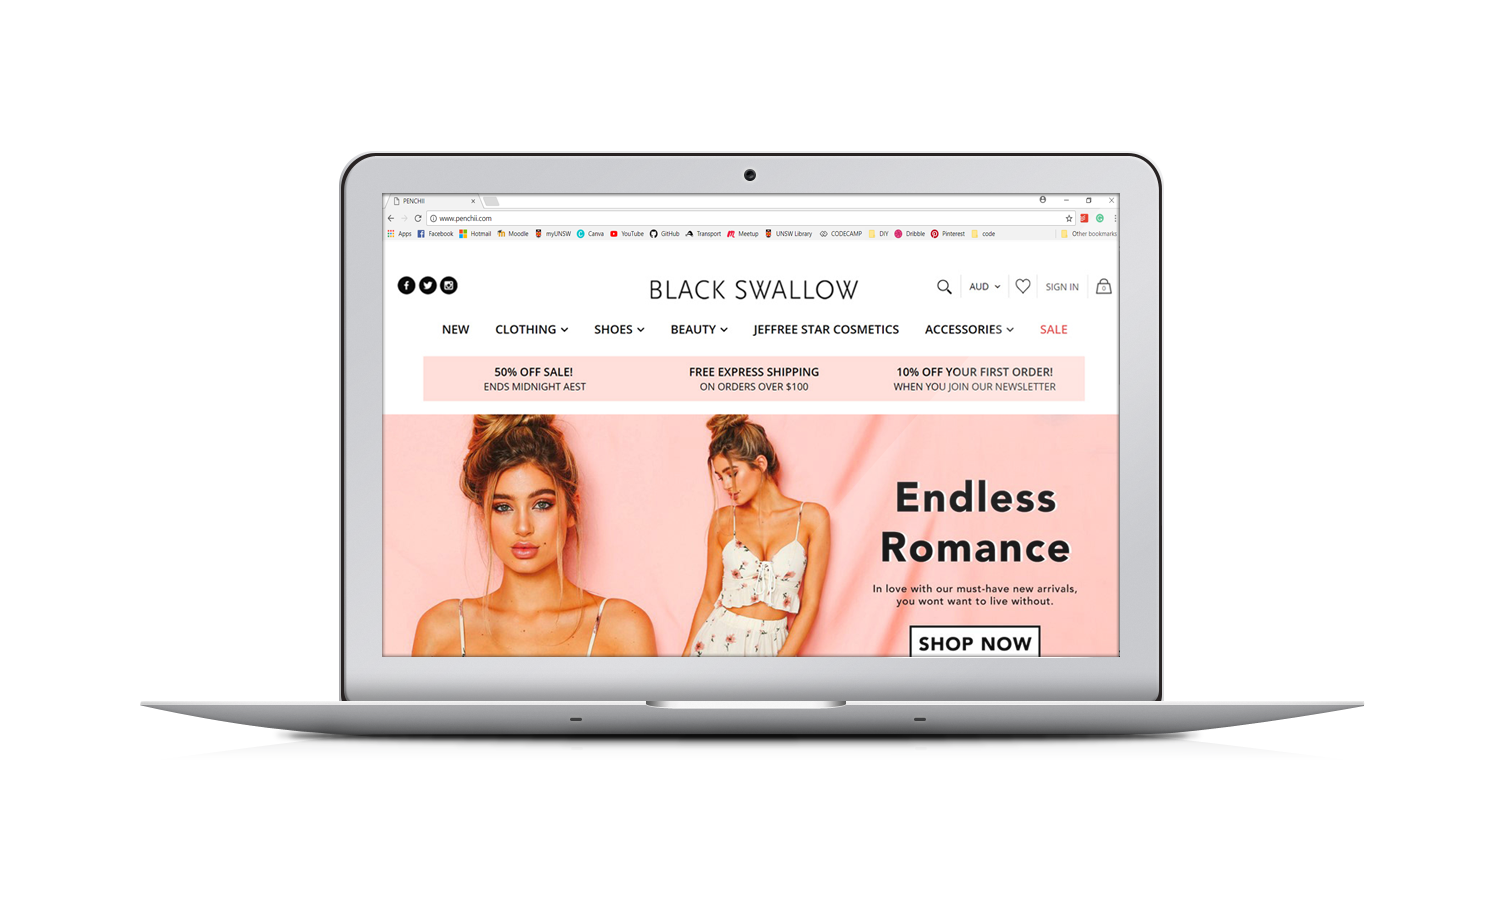 PENCHII
www.penchii.com
Apps Facebook Hotmail Moodle myUNSW Canva YouTube GitHub Transport Meetup UNSW Library CODECAMP DIY Dribble Pinterest code Other bookmarks
BLACK SWALLOW
AUD
SIGN IN
0
NEW CLOTHING SHOES BEAUTY JEFFREE STAR COSMETICS ACCESSORIES SALE
50% OFF SALE!
ENDS MIDNIGHT AEST
FREE EXPRESS SHIPPING
ON ORDERS OVER $100
10% OFF YOUR FIRST ORDER!
WHEN YOU JOIN OUR NEWSLETTER
Endless
Romance
In love with our must-have new arrivals,
you wont want to live without.
SHOP NOW